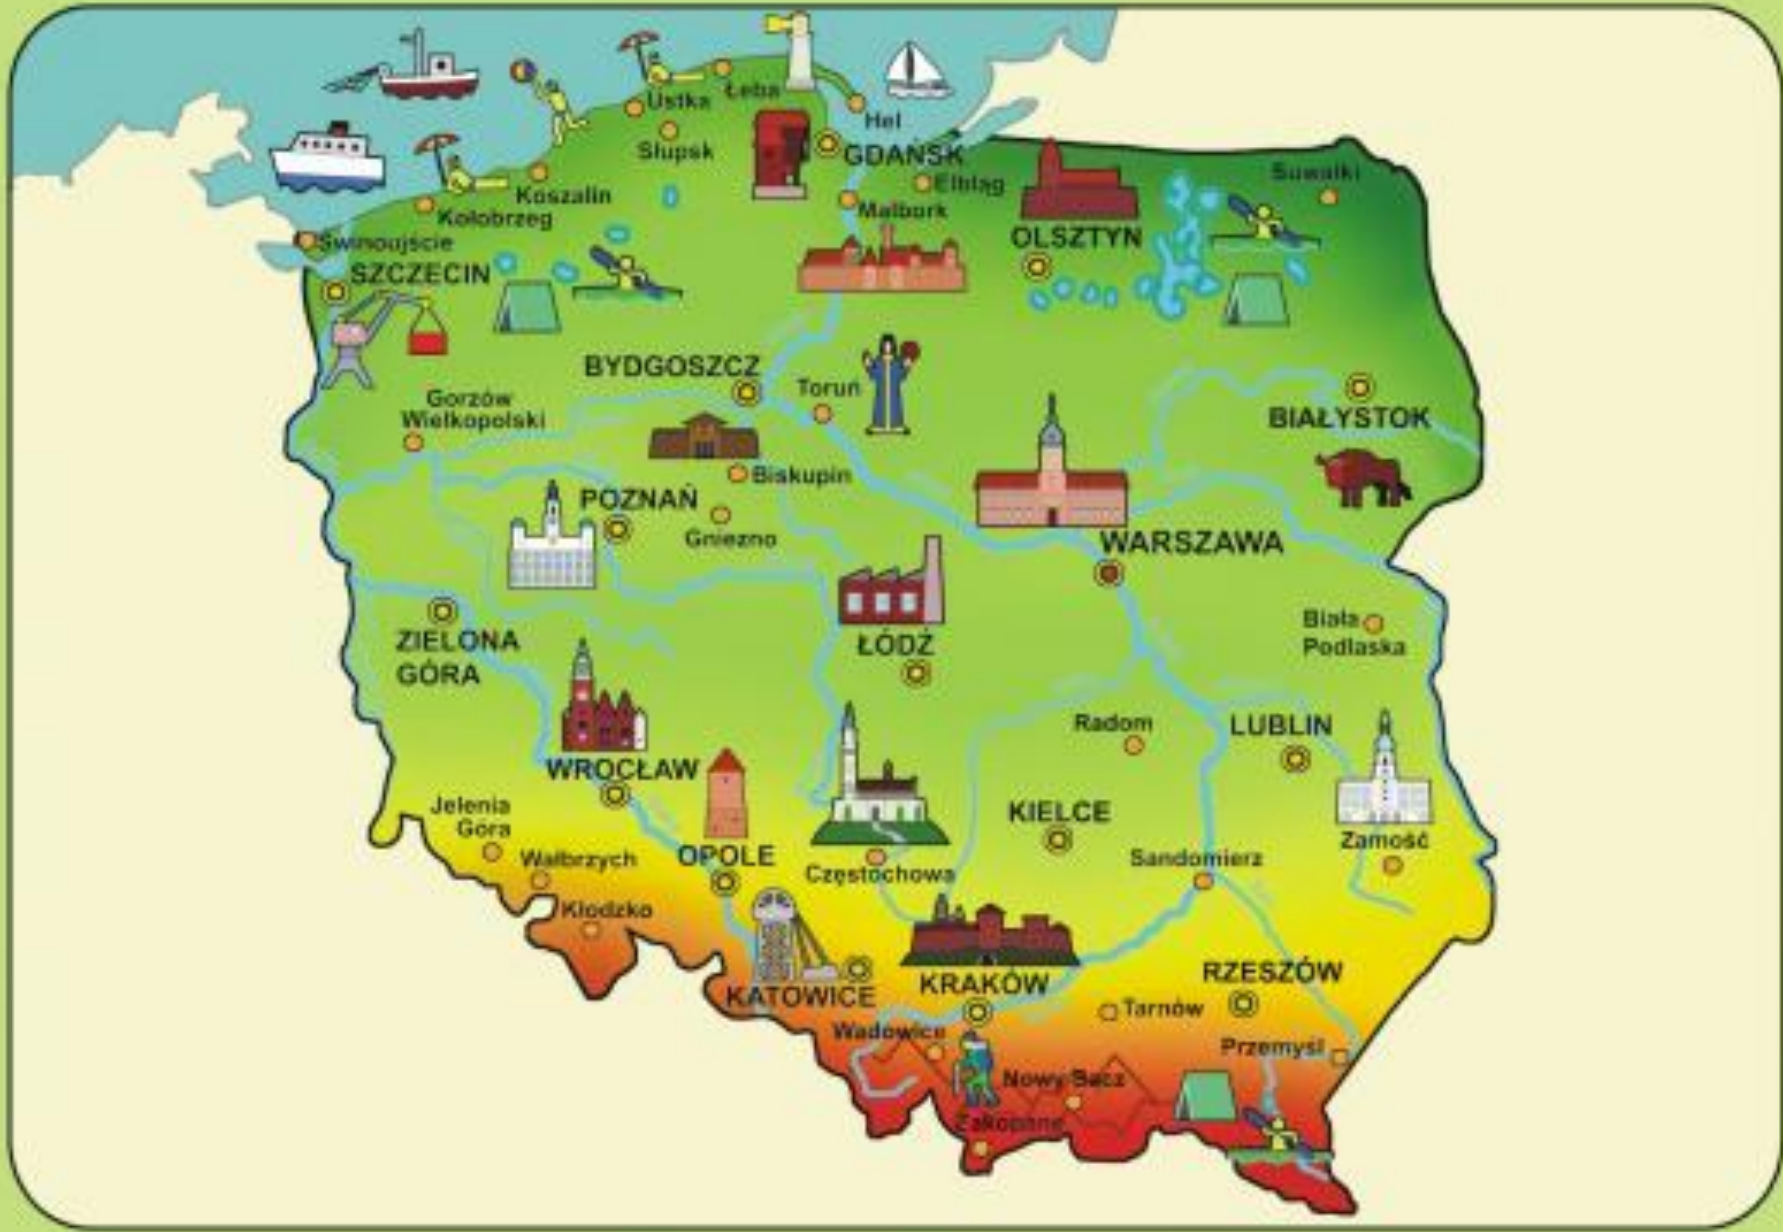 Łeba
Ustka
Hel
Słupsk
GDAŃSK
Elbląg
Suwałki
Koszalin
Kołobrzeg
Malbork
Świnoujście
OLSZTYN
SZCZECIN
BYDGOSZCZ
Toruń
Gorzów
Wielkopolski
BIAŁYSTOK
Biskupin
POZNAŃ
Gniezno
WARSZAWA
Biała
Podlaska
ZIELONA
GÓRA
ŁÓDŹ
Radom
LUBLIN
WROCŁAW
Jelenia
Góra
KIELCE
Zamość
Wałbrzych
OPOLE
Częstochowa
Sandomierz
Kłodzko
KATOWICE
KRAKÓW
RZESZÓW
Tarnów
Wadowice
Przemyśl
Nowy Sącz
Zakopane